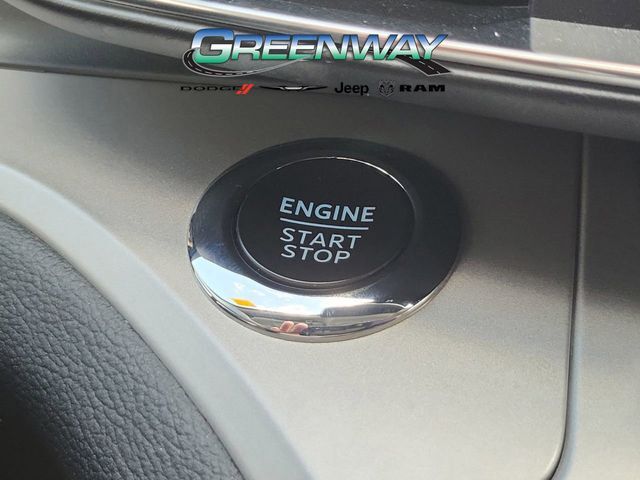 GREENWAY
DODGE Jeep RAM
ENGINE
START
STOP